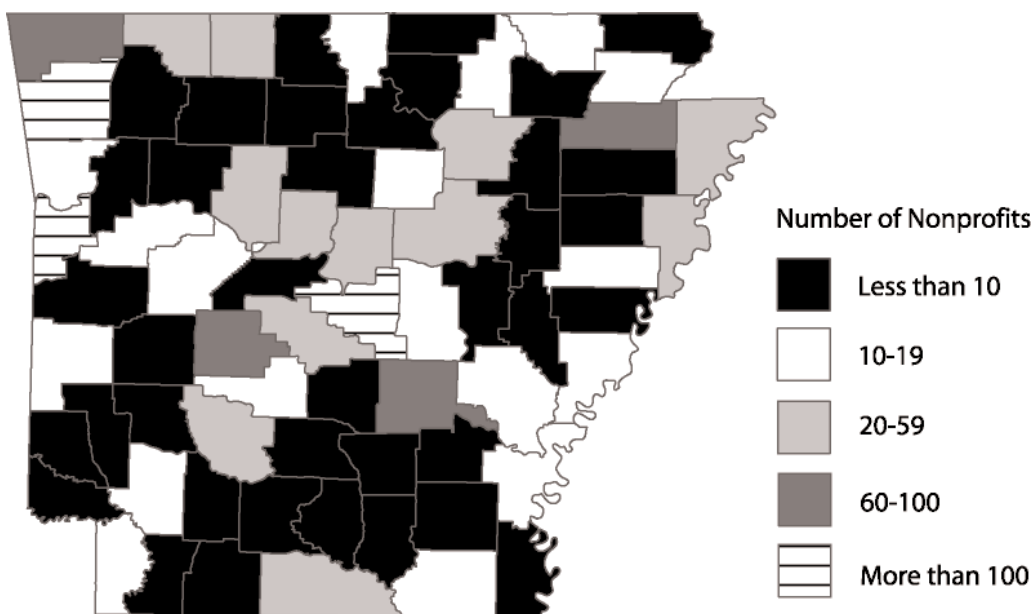 Number of Nonprofits
Less than 10
10-19
20-59
60-100
More than 100